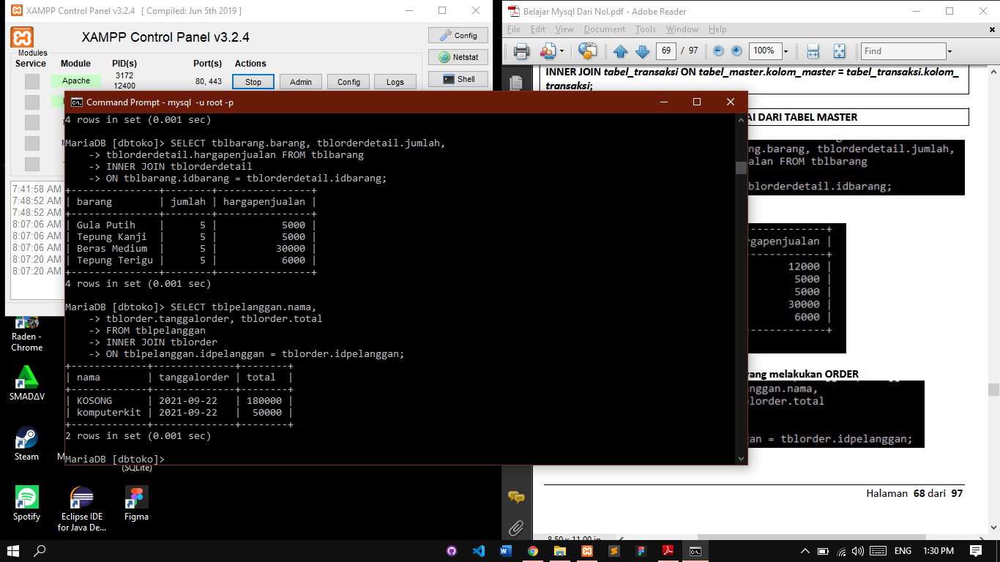 XAMPP Control Panel v3.2.4 [ Compiled: Jun 5th 2019 ]
XAMPP Control Panel v3.2.4
Config
Netstat
Shell
Modules
Service
Module
PID(s)
Port(s)
Actions
Apache
3172
12400
80, 443
Stop
Admin
Config
Logs
7:41:58 AM
7:48:52 AM
7:48:52 AM
8:07:06 AM
8:07:06 AM
8:07:06 AM
8:07:20 AM
8:07:20 AM
Command Prompt - mysql -u root -p
4 rows in set (0.001 sec)
MariaDB [dbtoko]> SELECT tblbarang.barang, tblorderdetail.jumlah,
-> tblorderdetail.hargapenjualan FROM tblbarang
-> INNER JOIN tblorderdetail
-> ON tblbarang.idbarang = tblorderdetail.idbarang;
+---------------+--------+----------------+
| barang | jumlah | hargapenjualan |
+---------------+--------+----------------+
| Gula Putih | 5 | 5000 |
| Tepung Kanji | 5 | 5000 |
| Beras Medium | 5 | 30000 |
| Tepung Terigu | 5 | 6000 |
+---------------+--------+----------------+
4 rows in set (0.001 sec)
MariaDB [dbtoko]> SELECT tblpelanggan.nama,
-> tblorder.tanggalorder, tblorder.total
-> FROM tblpelanggan
-> INNER JOIN tblorder
-> ON tblpelanggan.idpelanggan = tblorder.idpelanggan;
+-------------+--------------+--------+
| nama | tanggalorder | total |
+-------------+--------------+--------+
| KOSONG | 2021-09-22 | 180000 |
| komputerkit | 2021-09-22 | 50000 |
+-------------+--------------+--------+
2 rows in set (0.001 sec)
MariaDB [dbtoko]>
Belajar Mysql Dari Nol.pdf - Adobe Reader
File Edit View Document Tools Window Help
69 / 97
100%
Find
INNER JOIN tabel_transaksi ON tabel_master.kolom_master = tabel_transaksi.kolom_
transaksi;
AI DARI TABEL MASTER
ng.barang, tblorderdetail.jumlah,
alan FROM tblbarang
blorderdetail.idbarang;
rgapenjualan |
12000 |
5000 |
5000 |
30000 |
6000 |
yang melakukan ORDER
nggan.nama,
lorder.total
gan = tblorder.idpelanggan;
Halaman 68 dari 97
8.50 x 11.00 in
Raden -
Chrome
SMADΔV
Steam
(SQLite)
Spotify
Eclipse IDE
for Java De...
Figma
ENG
1:30 PM